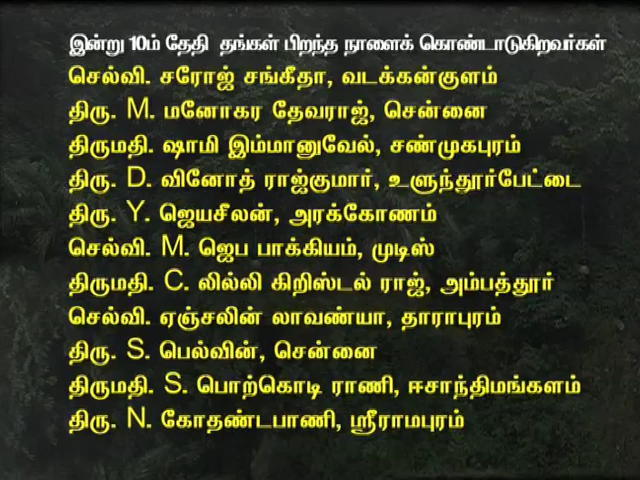 இன்று 10ம் தேதி தங்கள் பிறந்த நாளைக் கொண்டாடுகிறவர்கள்
செல்வி. சரோஜ் சங்கீதா, வடக்கன்குளம்
திரு. M. மனோகர தேவராஜ், சென்னை
திருமதி. ஷாமி இம்மானுவேல், சண்முகபுரம்
திரு. D. வினோத் ராஜ்குமார், உளுந்தூர்பேட்டை
திரு. Y. ஜெயசீலன், அரக்கோணம்
செல்வி. M. ஜெப பாக்கியம், முடிஸ்
திருமதி. C. லில்லி கிறிஸ்டல் ராஜ், அம்பத்தூர்
செல்வி. ஏஞ்சலின் லாவண்யா, தாராபுரம்
திரு. S. பெல்வின், சென்னை
திருமதி. S. பொற்கொடி ராணி, ஈசாந்திமங்களம்
திரு. N. கோதண்டபாணி, ஸ்ரீராமபுரம்